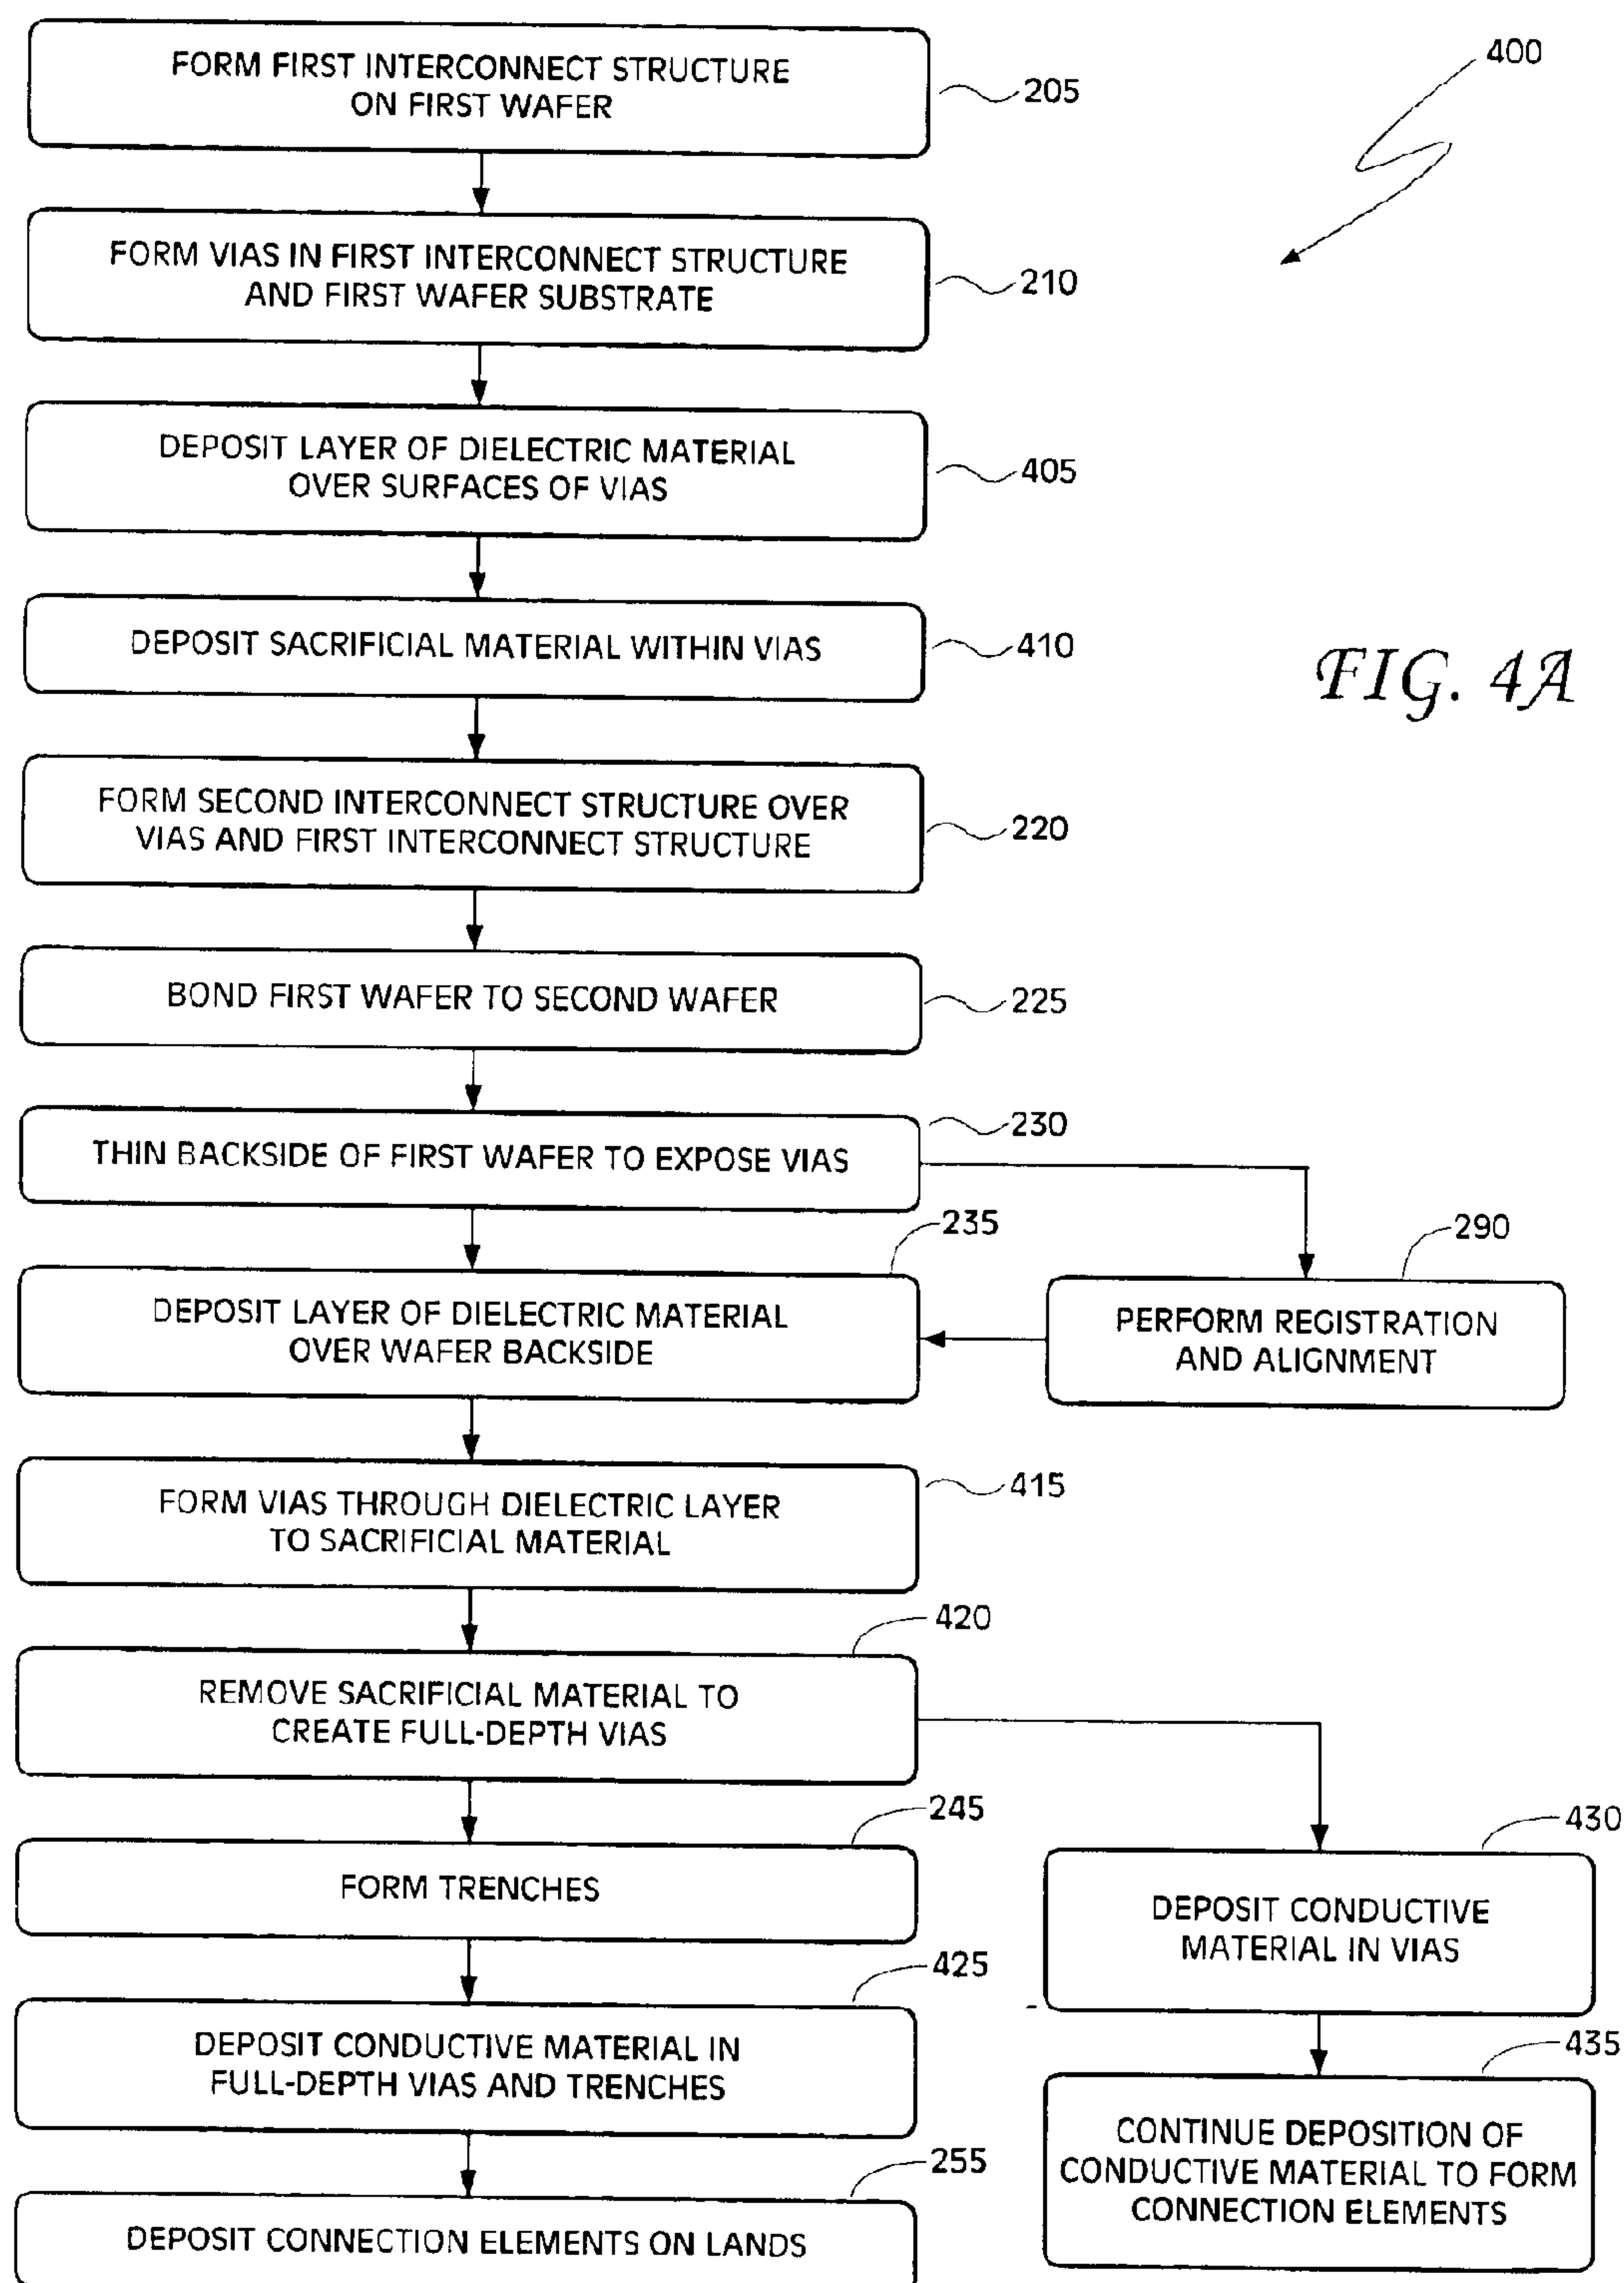 FORM FIRST INTERCONNECT STRUCTURE
ON FIRST WAFER
205
400
FORM VIAS IN FIRST INTERCONNECT STRUCTURE
AND FIRST WAFER SUBSTRATE
210
DEPOSIT LAYER OF DIELECTRIC MATERIAL
OVER SURFACES OF VIAS
405
DEPOSIT SACRIFICIAL MATERIAL WITHIN VIAS
410
FIG. 4A
FORM SECOND INTERCONNECT STRUCTURE OVER
VIAS AND FIRST INTERCONNECT STRUCTURE
220
BOND FIRST WAFER TO SECOND WAFER
225
THIN BACKSIDE OF FIRST WAFER TO EXPOSE VIAS
230
235
DEPOSIT LAYER OF DIELECTRIC MATERIAL
OVER WAFER BACKSIDE
290
PERFORM REGISTRATION
AND ALIGNMENT
FORM VIAS THROUGH DIELECTRIC LAYER
TO SACRIFICIAL MATERIAL
415
420
REMOVE SACRIFICIAL MATERIAL TO
CREATE FULL-DEPTH VIAS
245
FORM TRENCHES
430
DEPOSIT CONDUCTIVE
MATERIAL IN VIAS
425
DEPOSIT CONDUCTIVE MATERIAL IN
FULL-DEPTH VIAS AND TRENCHES
435
CONTINUE DEPOSITION OF
CONDUCTIVE MATERIAL TO FORM
CONNECTION ELEMENTS
255
DEPOSIT CONNECTION ELEMENTS ON LANDS